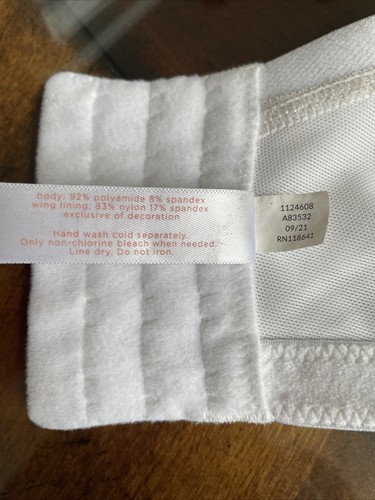 body: 92% polyamide 8% spandex
wing lining: 83% nylon 17% spandex
exclusive of decoration
Hand wash cold separately.
Only non-chlorine bleach when needed.
Line dry. Do not iron.
1124608
A83532
09/21
RN118641